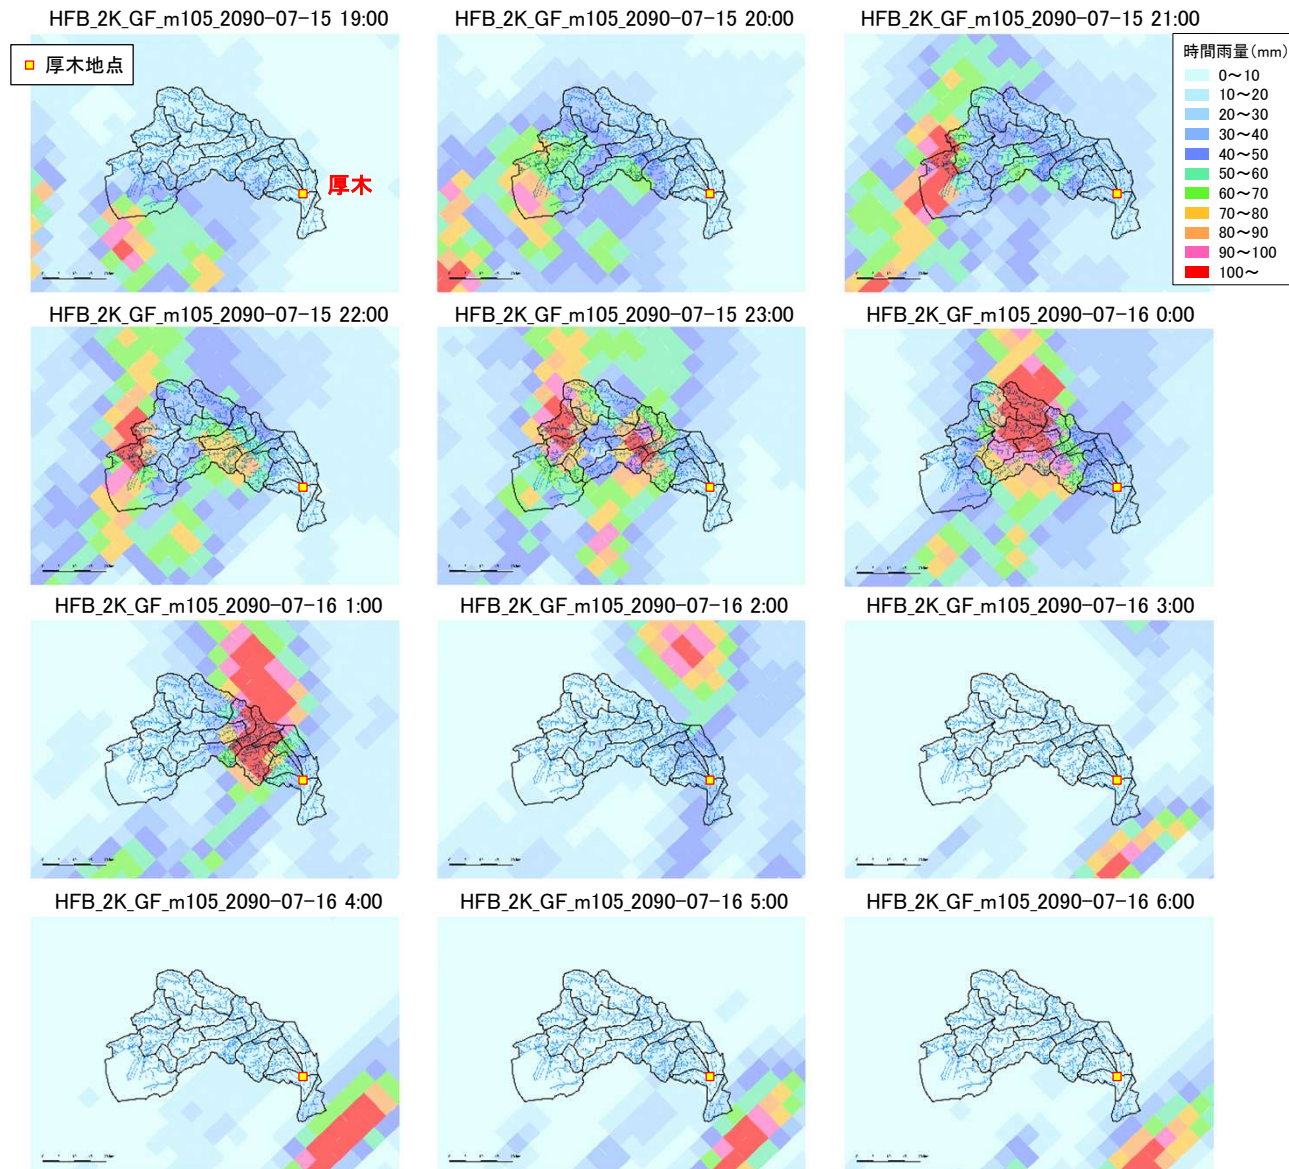 HFB_2K_GF_m105_2090-07-15 19:00
HFB_2K_GF_m105_2090-07-15 20:00
HFB_2K_GF_m105_2090-07-15 21:00
厚木地点
厚木
時間雨量(mm)
0～10
10～20
20～30
30～40
40～50
50～60
60～70
70～80
80～90
90～100
100～
HFB_2K_GF_m105_2090-07-15 22:00
HFB_2K_GF_m105_2090-07-15 23:00
HFB_2K_GF_m105_2090-07-16 0:00
HFB_2K_GF_m105_2090-07-16 1:00
HFB_2K_GF_m105_2090-07-16 2:00
HFB_2K_GF_m105_2090-07-16 3:00
HFB_2K_GF_m105_2090-07-16 4:00
HFB_2K_GF_m105_2090-07-16 5:00
HFB_2K_GF_m105_2090-07-16 6:00